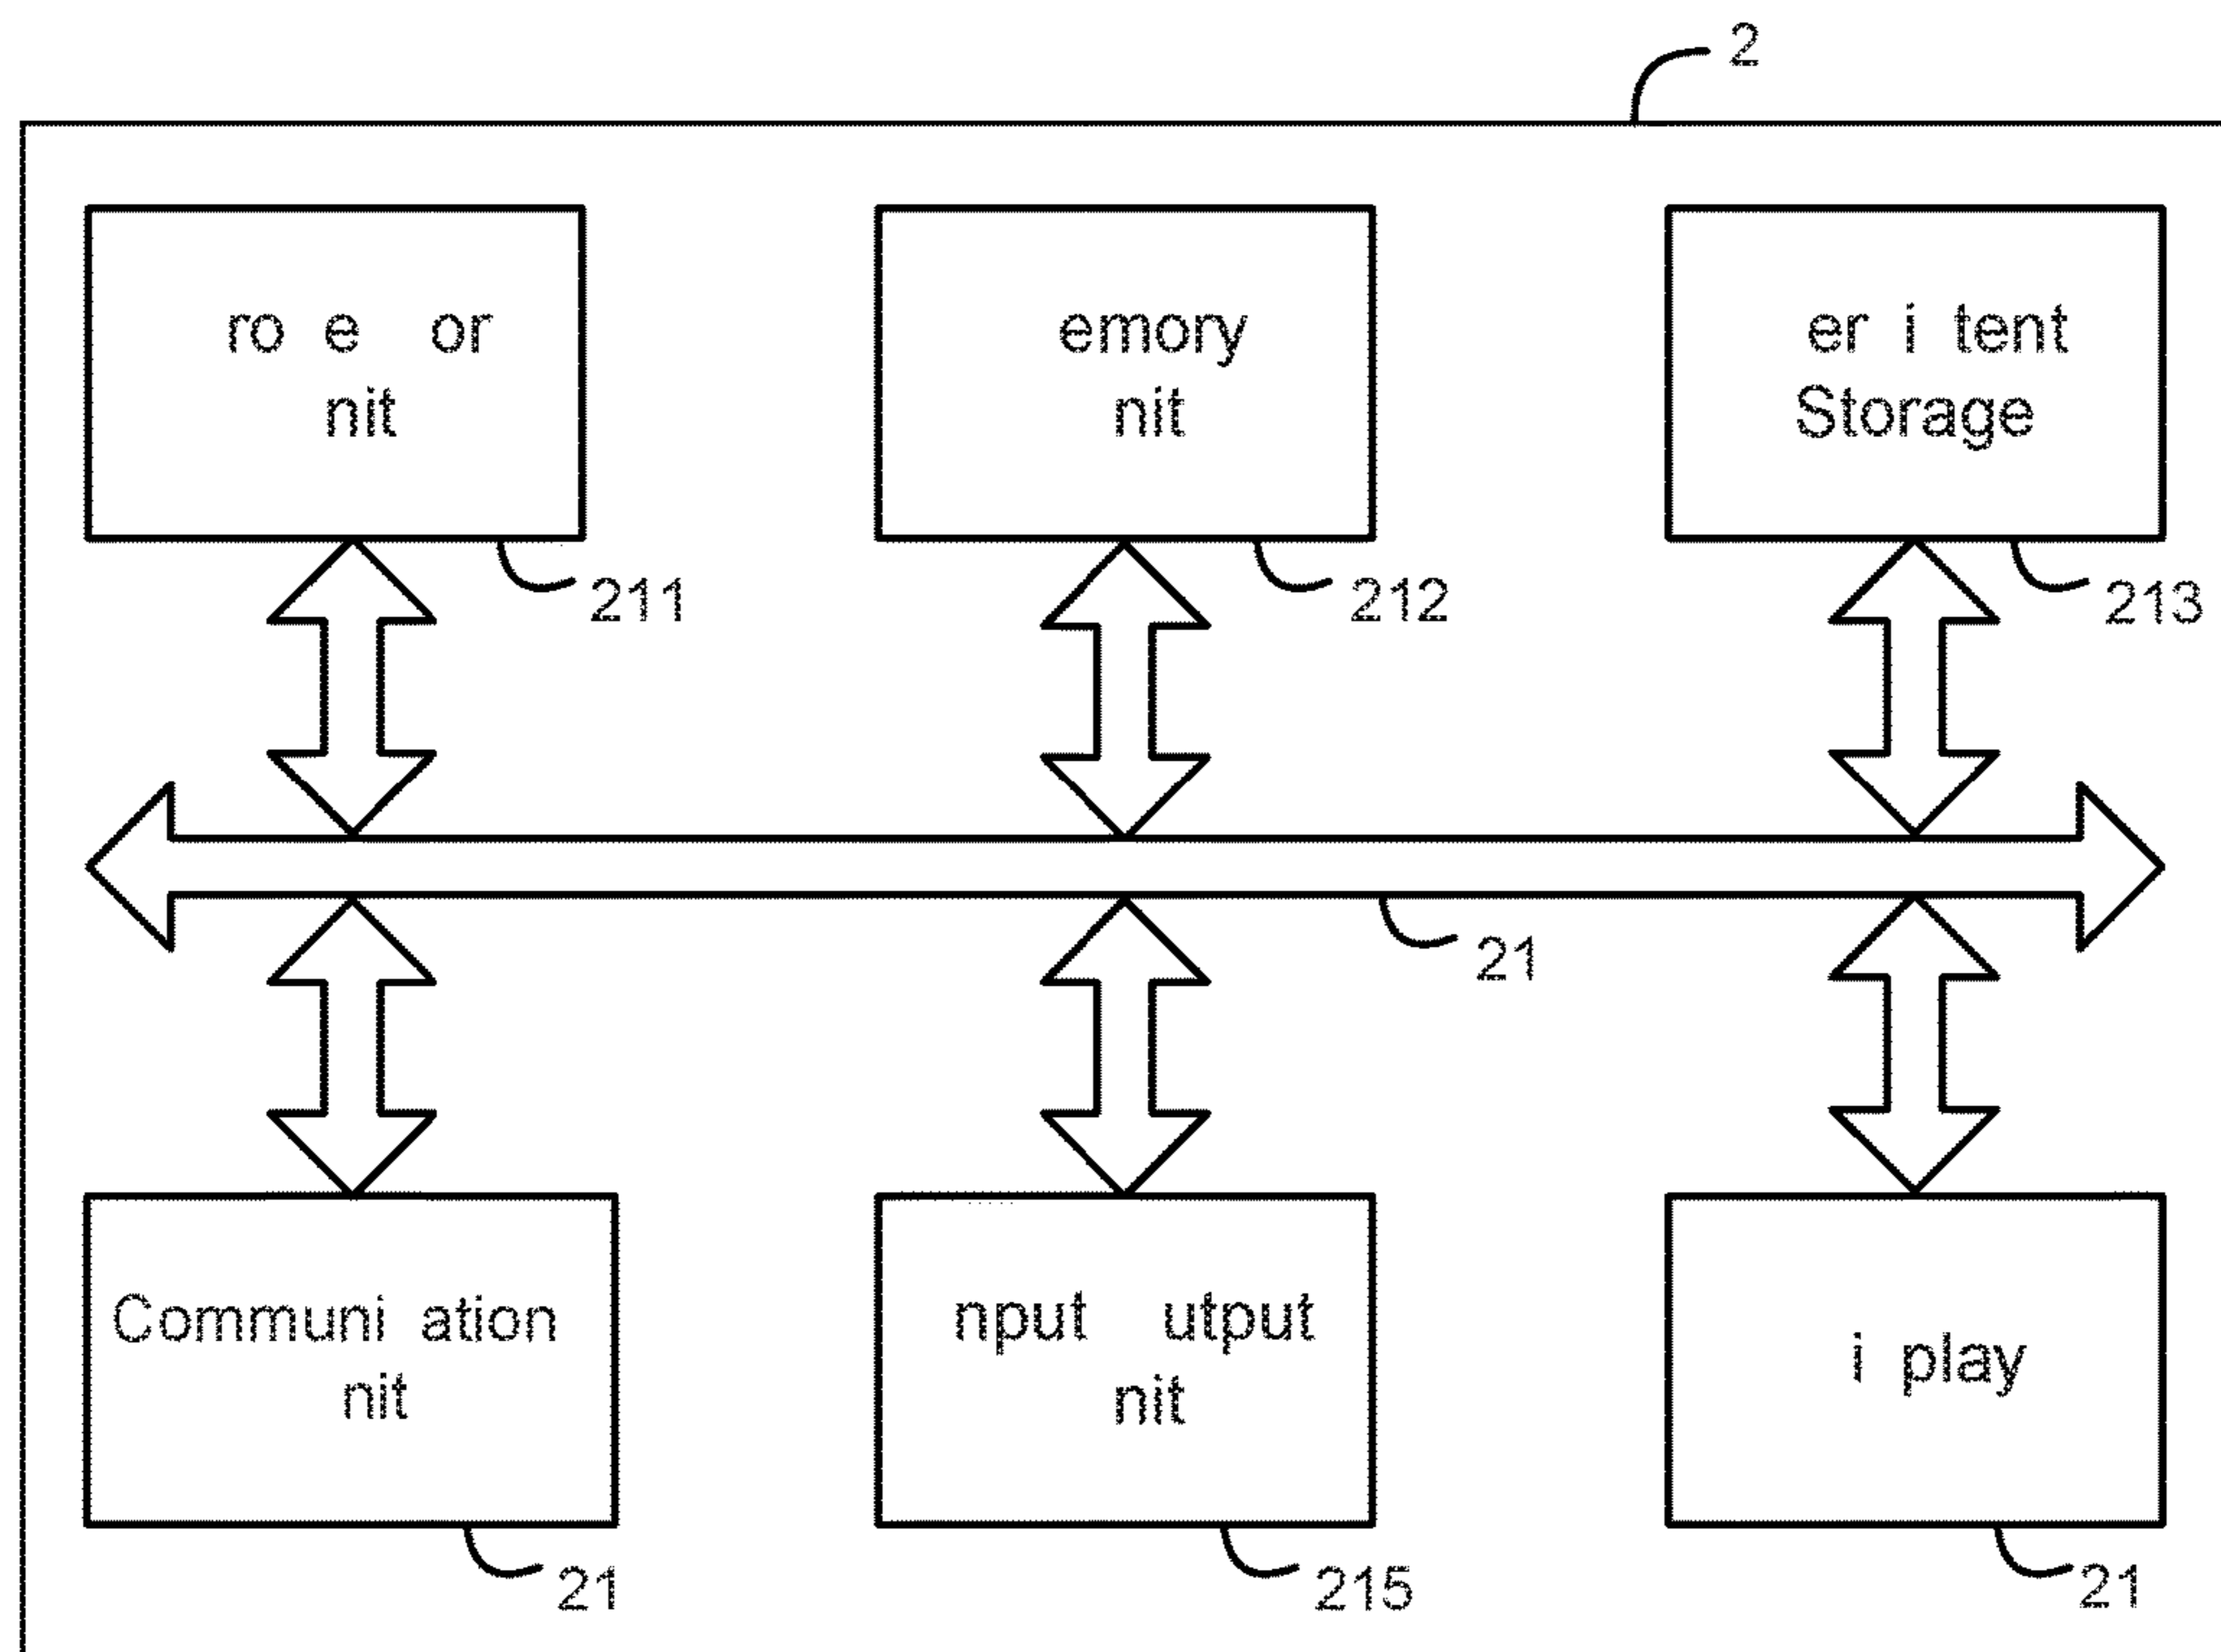 2
ro e or
nit
emory
nit
er i tent
Storage
211
212
213
21
Communi ation
nit
nput utput
nit
i play
21
215
21